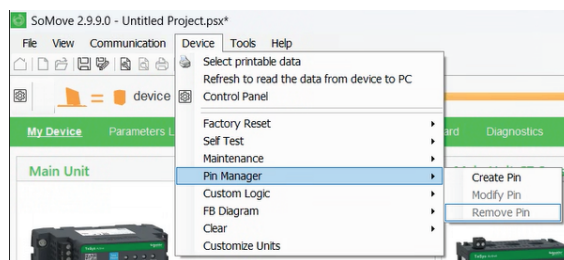 SoMove 2.9.9.0 - Untitled Project.psx*
File View Communication Device Tools Help
Select printable data
Refresh to read the data from device to PC
device
Control Panel
Factory Reset
My Device Parameters L
ard Diagnostics
Self Test
Maintenance
Main Unit
Pin Manager
Create Pin
Custom Logic
Modify Pin
FB Diagram
Remove Pin
Clear
Customize Units